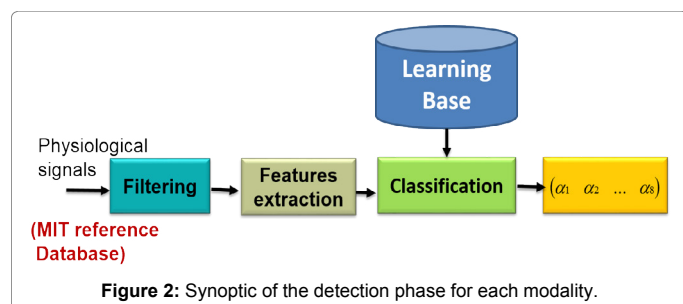 Learning
Base
Physiological
signals
Filtering
Features
extraction
Classification
(α1 α2 ... α8)
(MIT reference
Database)
Figure 2: Synoptic of the detection phase for each modality.